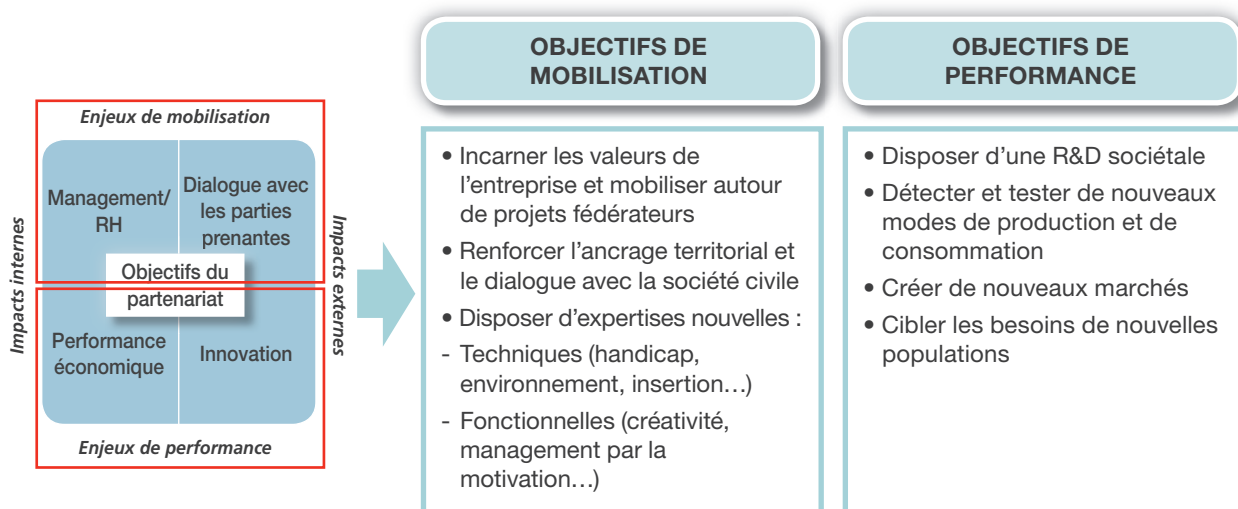 Enjeux de mobilisation
Management/
RH
Dialogue avec
les parties
prenantes
Objectifs du
partenariat
Performance
économique
Innovation
Enjeux de performance
Impacts internes
Impacts externes
OBJECTIFS DE
MOBILISATION
• Incarner les valeurs de
l’entreprise et mobiliser autour
de projets fédérateurs
• Renforcer l’ancrage territorial et
le dialogue avec la société civile
• Disposer d’expertises nouvelles :
- Techniques (handicap,
environnement, insertion…)
- Fonctionnelles (créativité,
management par la
motivation…)
OBJECTIFS DE
PERFORMANCE
• Disposer d’une R&D sociétale
• Détecter et tester de nouveaux
modes de production et de
consommation
• Créer de nouveaux marchés
• Cibler les besoins de nouvelles
populations